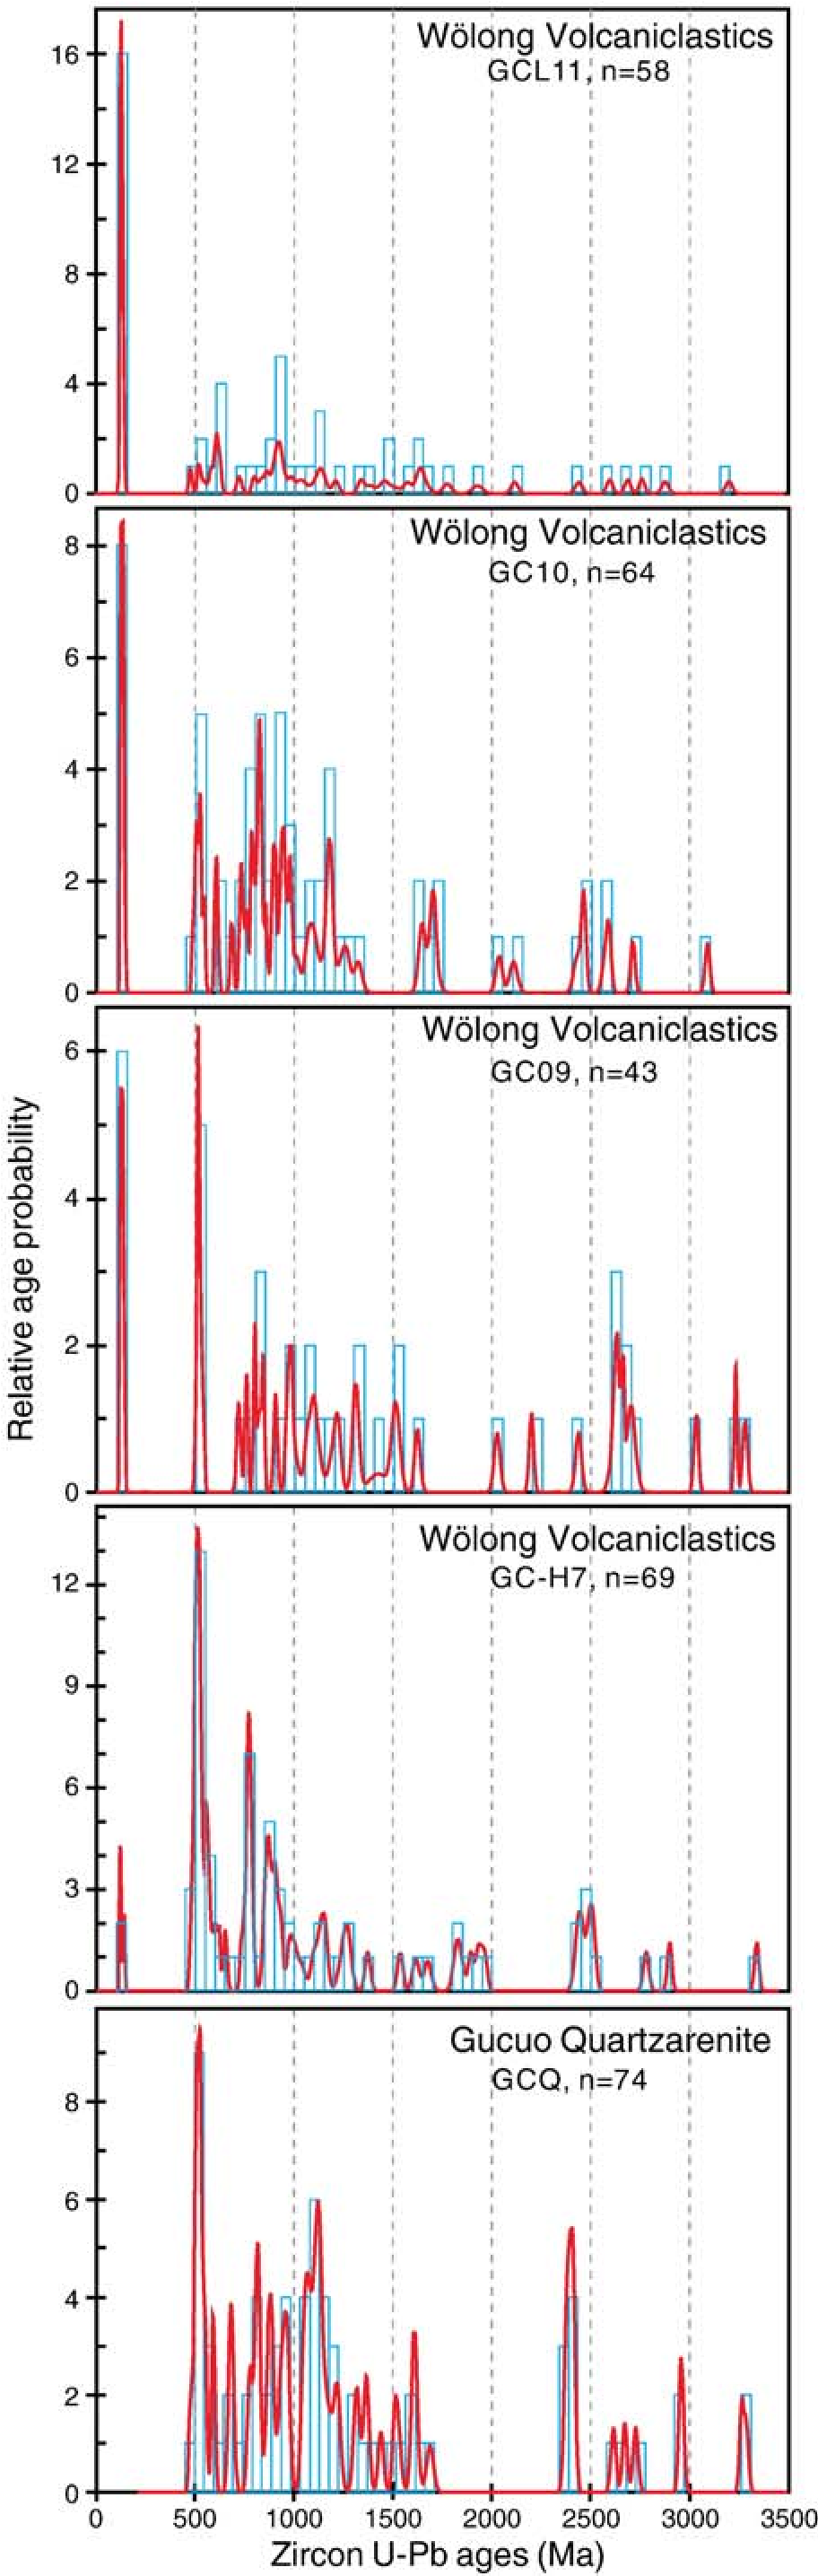 Wölong Volcaniclastics
GCL11, n=58
16
12
8
4
0
Wölong Volcaniclastics
GC10, n=64
8
6
4
2
0
Wölong Volcaniclastics
GC09, n=43
6
4
2
0
Relative age probability
Wölong Volcaniclastics
GC-H7, n=69
12
9
6
3
0
Gucuo Quartzarenite
GCQ, n=74
8
6
4
2
0
0 500 1000 1500 2000 2500 3000 3500
Zircon U-Pb ages (Ma)